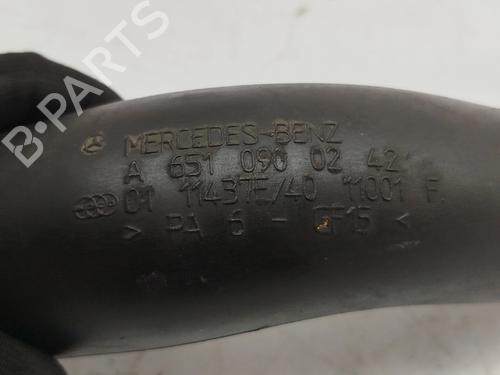 MERCEDES-BENZ
A 651 090 02 42
01 11437E/40 11001 F
> PA 6 - GF15 <
B-PARTS